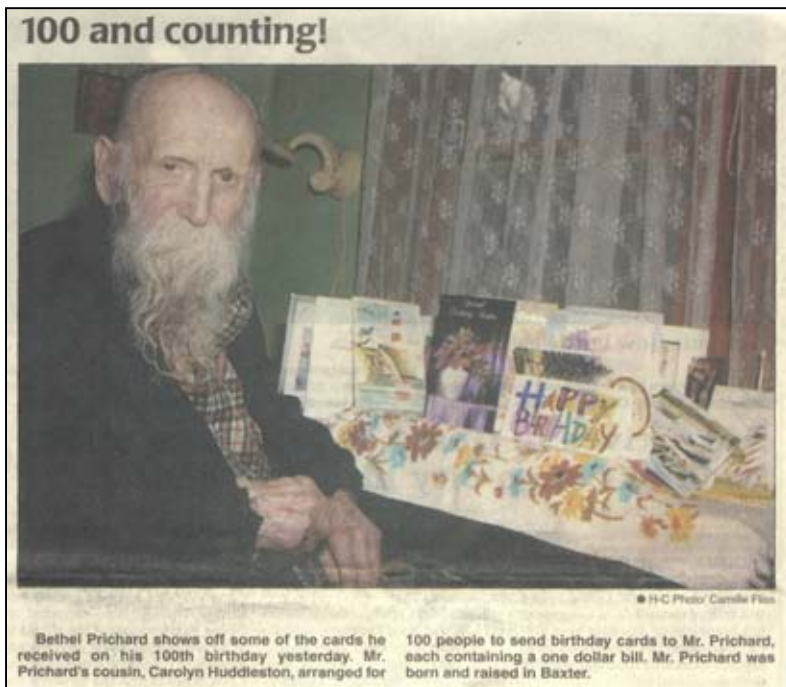 100 and counting!
HAPPY
BIRHDAY
● H-C Photo/ Camille Fliss
Bethel Prichard shows off some of the cards he
received on his 100th birthday yesterday. Mr.
Prichard's cousin, Carolyn Huddleston, arranged for
100 people to send birthday cards to Mr. Prichard,
each containing a one dollar bill. Mr. Prichard was
born and raised in Baxter.